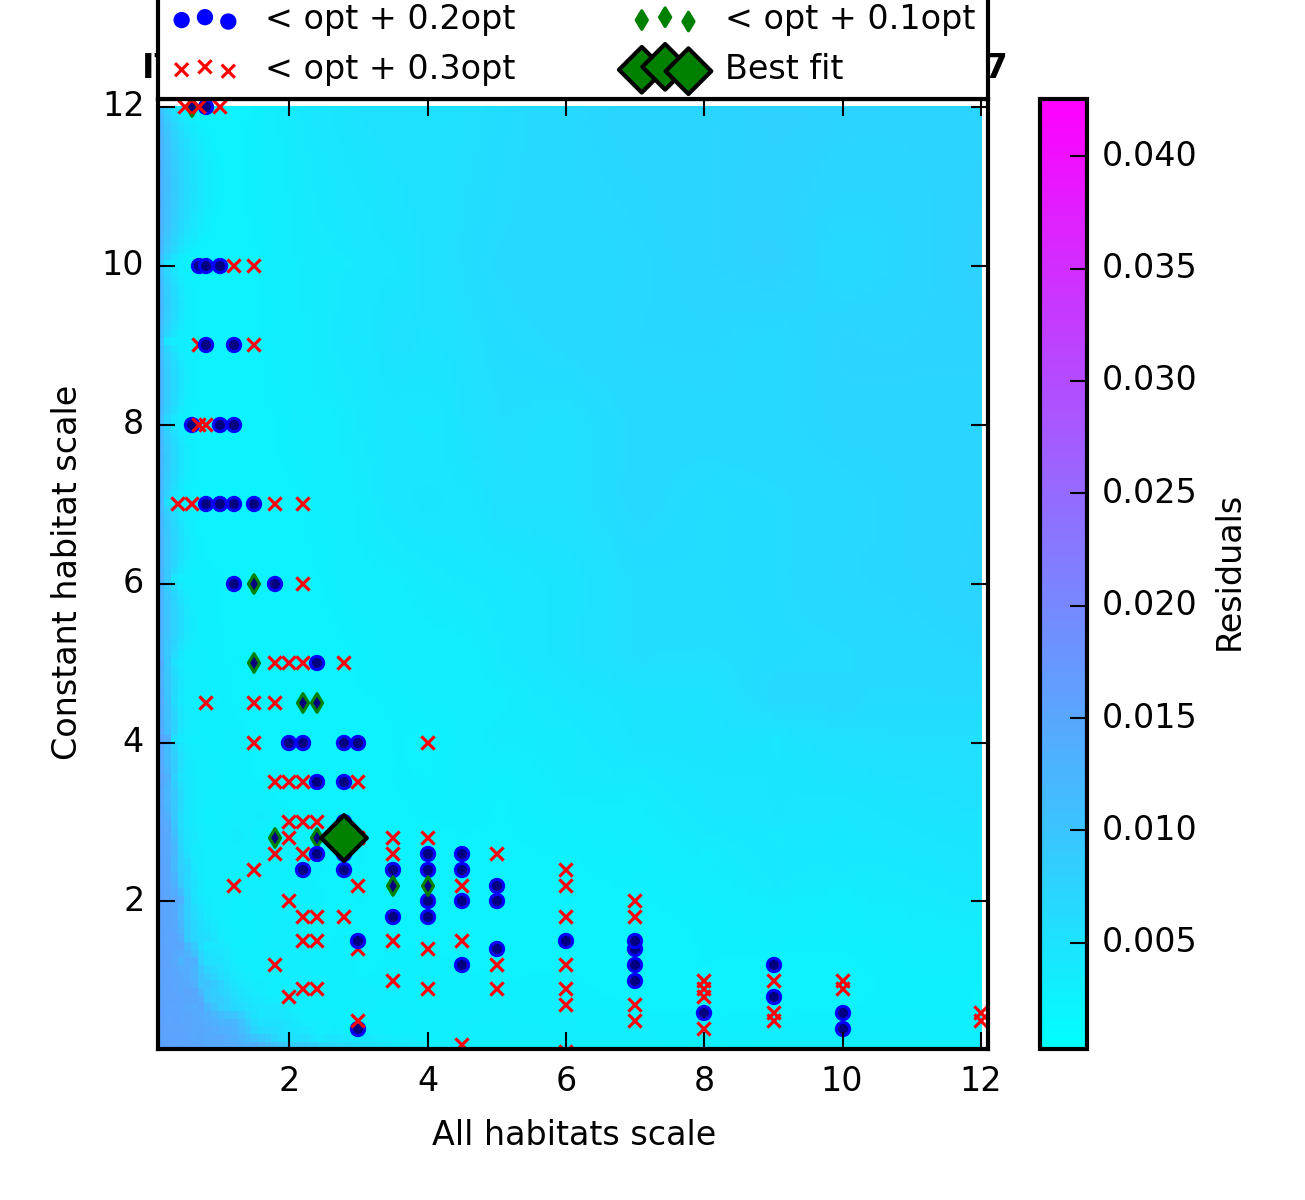 < opt + 0.2opt < opt + 0.1opt
< opt + 0.3opt Best fit
7
12
10
8
6
4
2
Constant habitat scale
2 4 6 8 10 12
All habitats scale
0.040
0.035
0.030
0.025
0.020
0.015
0.010
0.005
Residuals